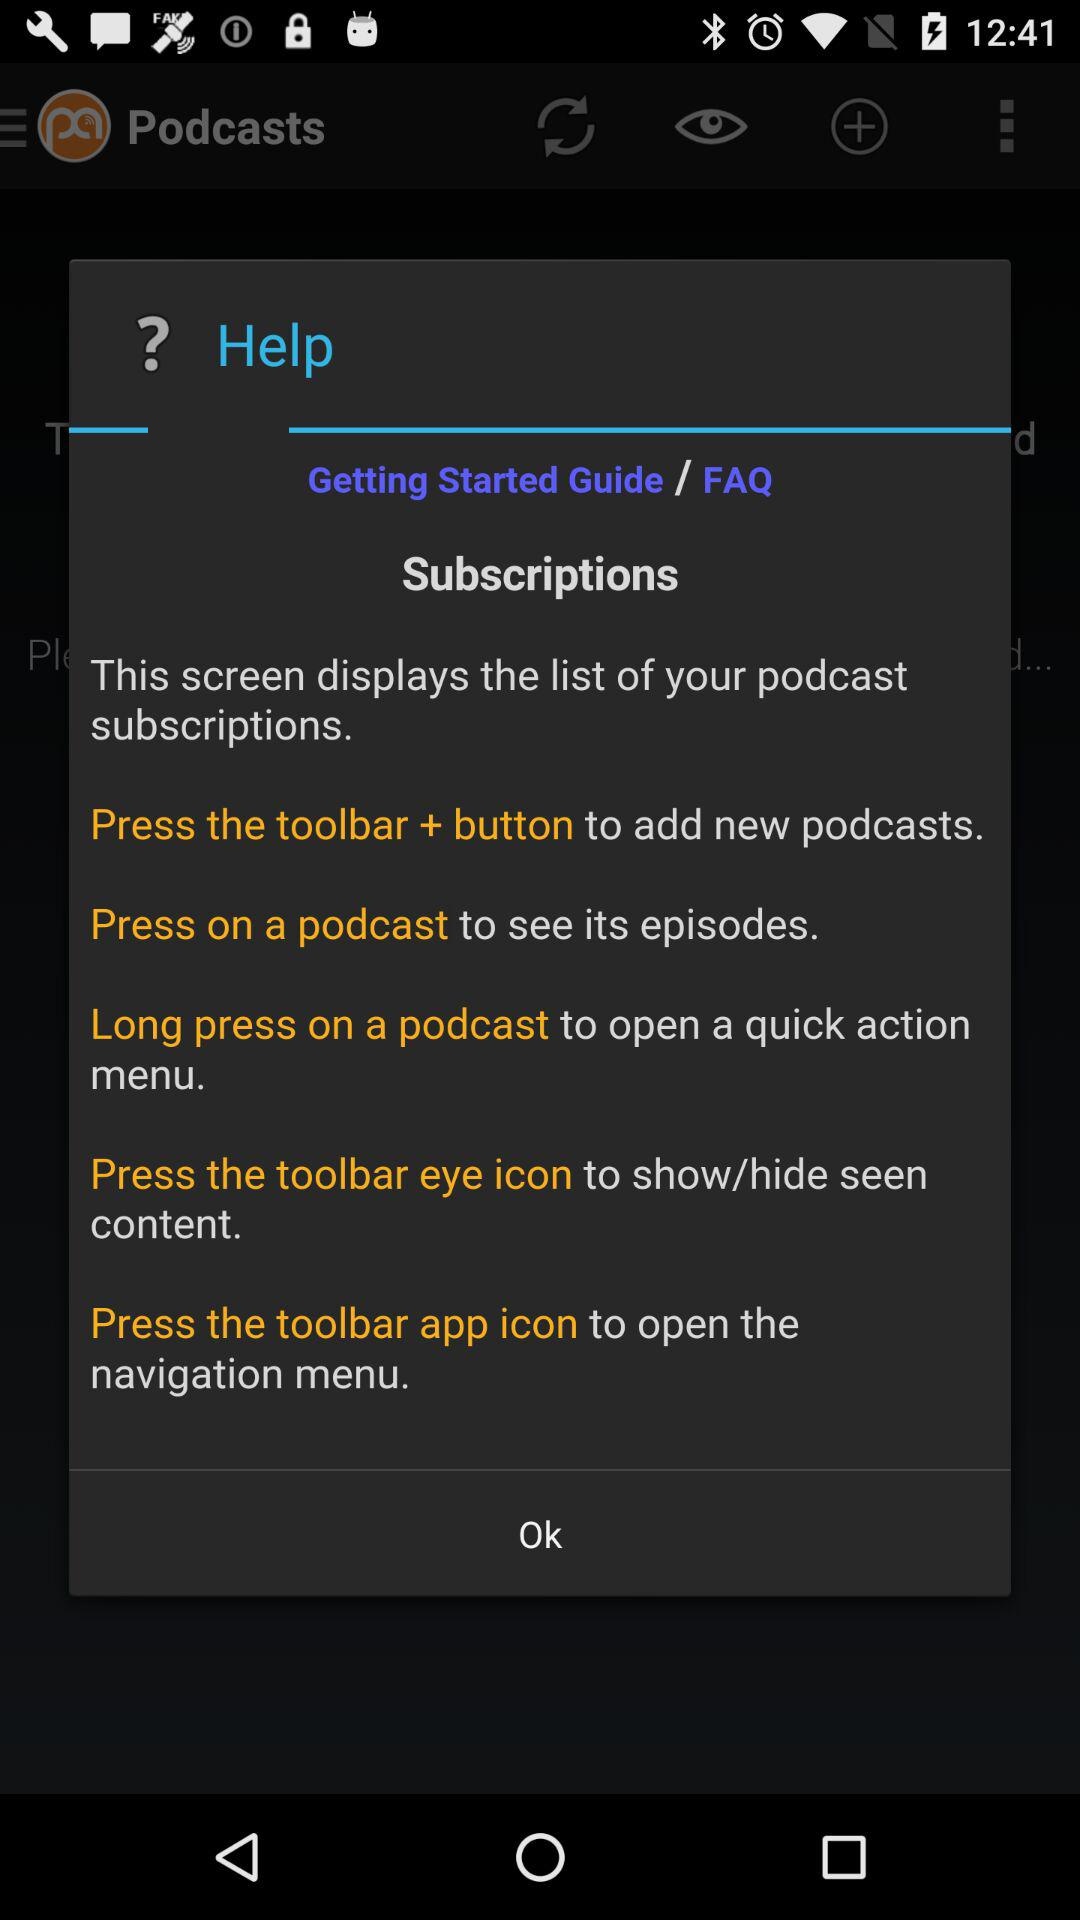 FAKE
12:41
Podcasts
? Help
Getting Started Guide / FAQ
Subscriptions
This screen displays the list of your podcast
subscriptions.
Press the toolbar + button to add new podcasts.
Press on a podcast to see its episodes.
Long press on a podcast to open a quick action
menu.
Press the toolbar eye icon to show/hide seen
content.
Press the toolbar app icon to open the
navigation menu.
Ok